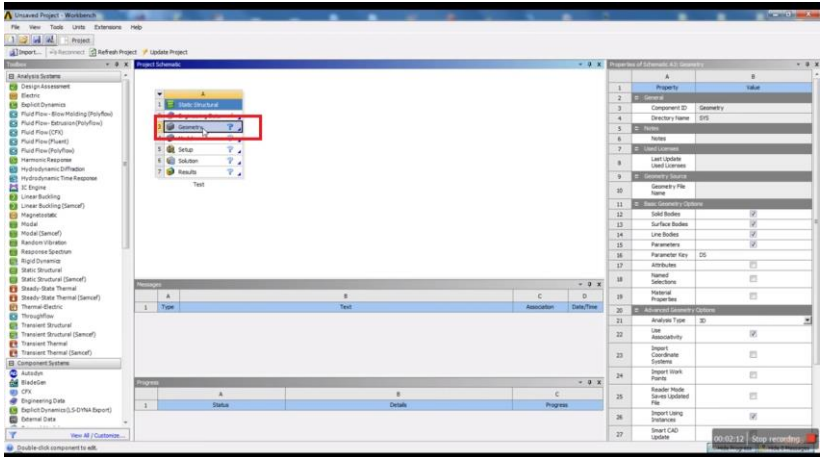 Unsaved Project - Workbench
File View Tools Units Extensions Help
Project
Import... Reconnect Refresh Project Update Project
Toolbox
Analysis Systems
Design Assessment
Electric
Explicit Dynamics
Fluid Flow - Blow Molding (Polyflow)
Fluid Flow - Extrusion (Polyflow)
Fluid Flow (CFX)
Fluid Flow (Fluent)
Fluid Flow (Polyflow)
Harmonic Response
Hydrodynamic Diffraction
Hydrodynamic Time Response
IC Engine
Linear Buckling
Linear Buckling (Samcef)
Magnetostatic
Modal
Modal (Samcef)
Random Vibration
Response Spectrum
Rigid Dynamics
Static Structural
Static Structural (Samcef)
Steady-State Thermal
Steady-State Thermal (Samcef)
Thermal-Electric
Throughflow
Transient Structural
Transient Structural (Samcef)
Transient Thermal
Transient Thermal (Samcef)
Component Systems
Autodyn
BladeGen
CFX
Engineering Data
Explicit Dynamics (LS-DYNA Export)
External Data
View All / Customize...
Double-click component to edit.
Project Schematic
A
1 Static Structural
3 Geometry
5 Setup
6 Solution
7 Results
Text
Messages
A B C D
1 Type Text Association Date/Time
Progress
A B C
1 Status Details Progress
Properties of Schematic A3: Geometry
A B
1 Property Value
2 General
3 Component ID Geometry
4 Directory Name SYS
5 Notes
6 Notes
7 Used Licenses
8 Last Update Used Licenses
9 Geometry Source
10 Geometry File Name
11 Basic Geometry Options
12 Solid Bodies
13 Surface Bodies
14 Line Bodies
15 Parameters
16 Parameter Key DS
17 Attributes
18 Named Selections
19 Material Properties
20 Advanced Geometry Options
21 Analysis Type 3D
22 Use Associativity
23 Import Coordinate Systems
24 Import Work Points
25 Reader Mode Saves Updated File
26 Import Using Instances
27 Smart CAD Update
00:02:12 Stop recording